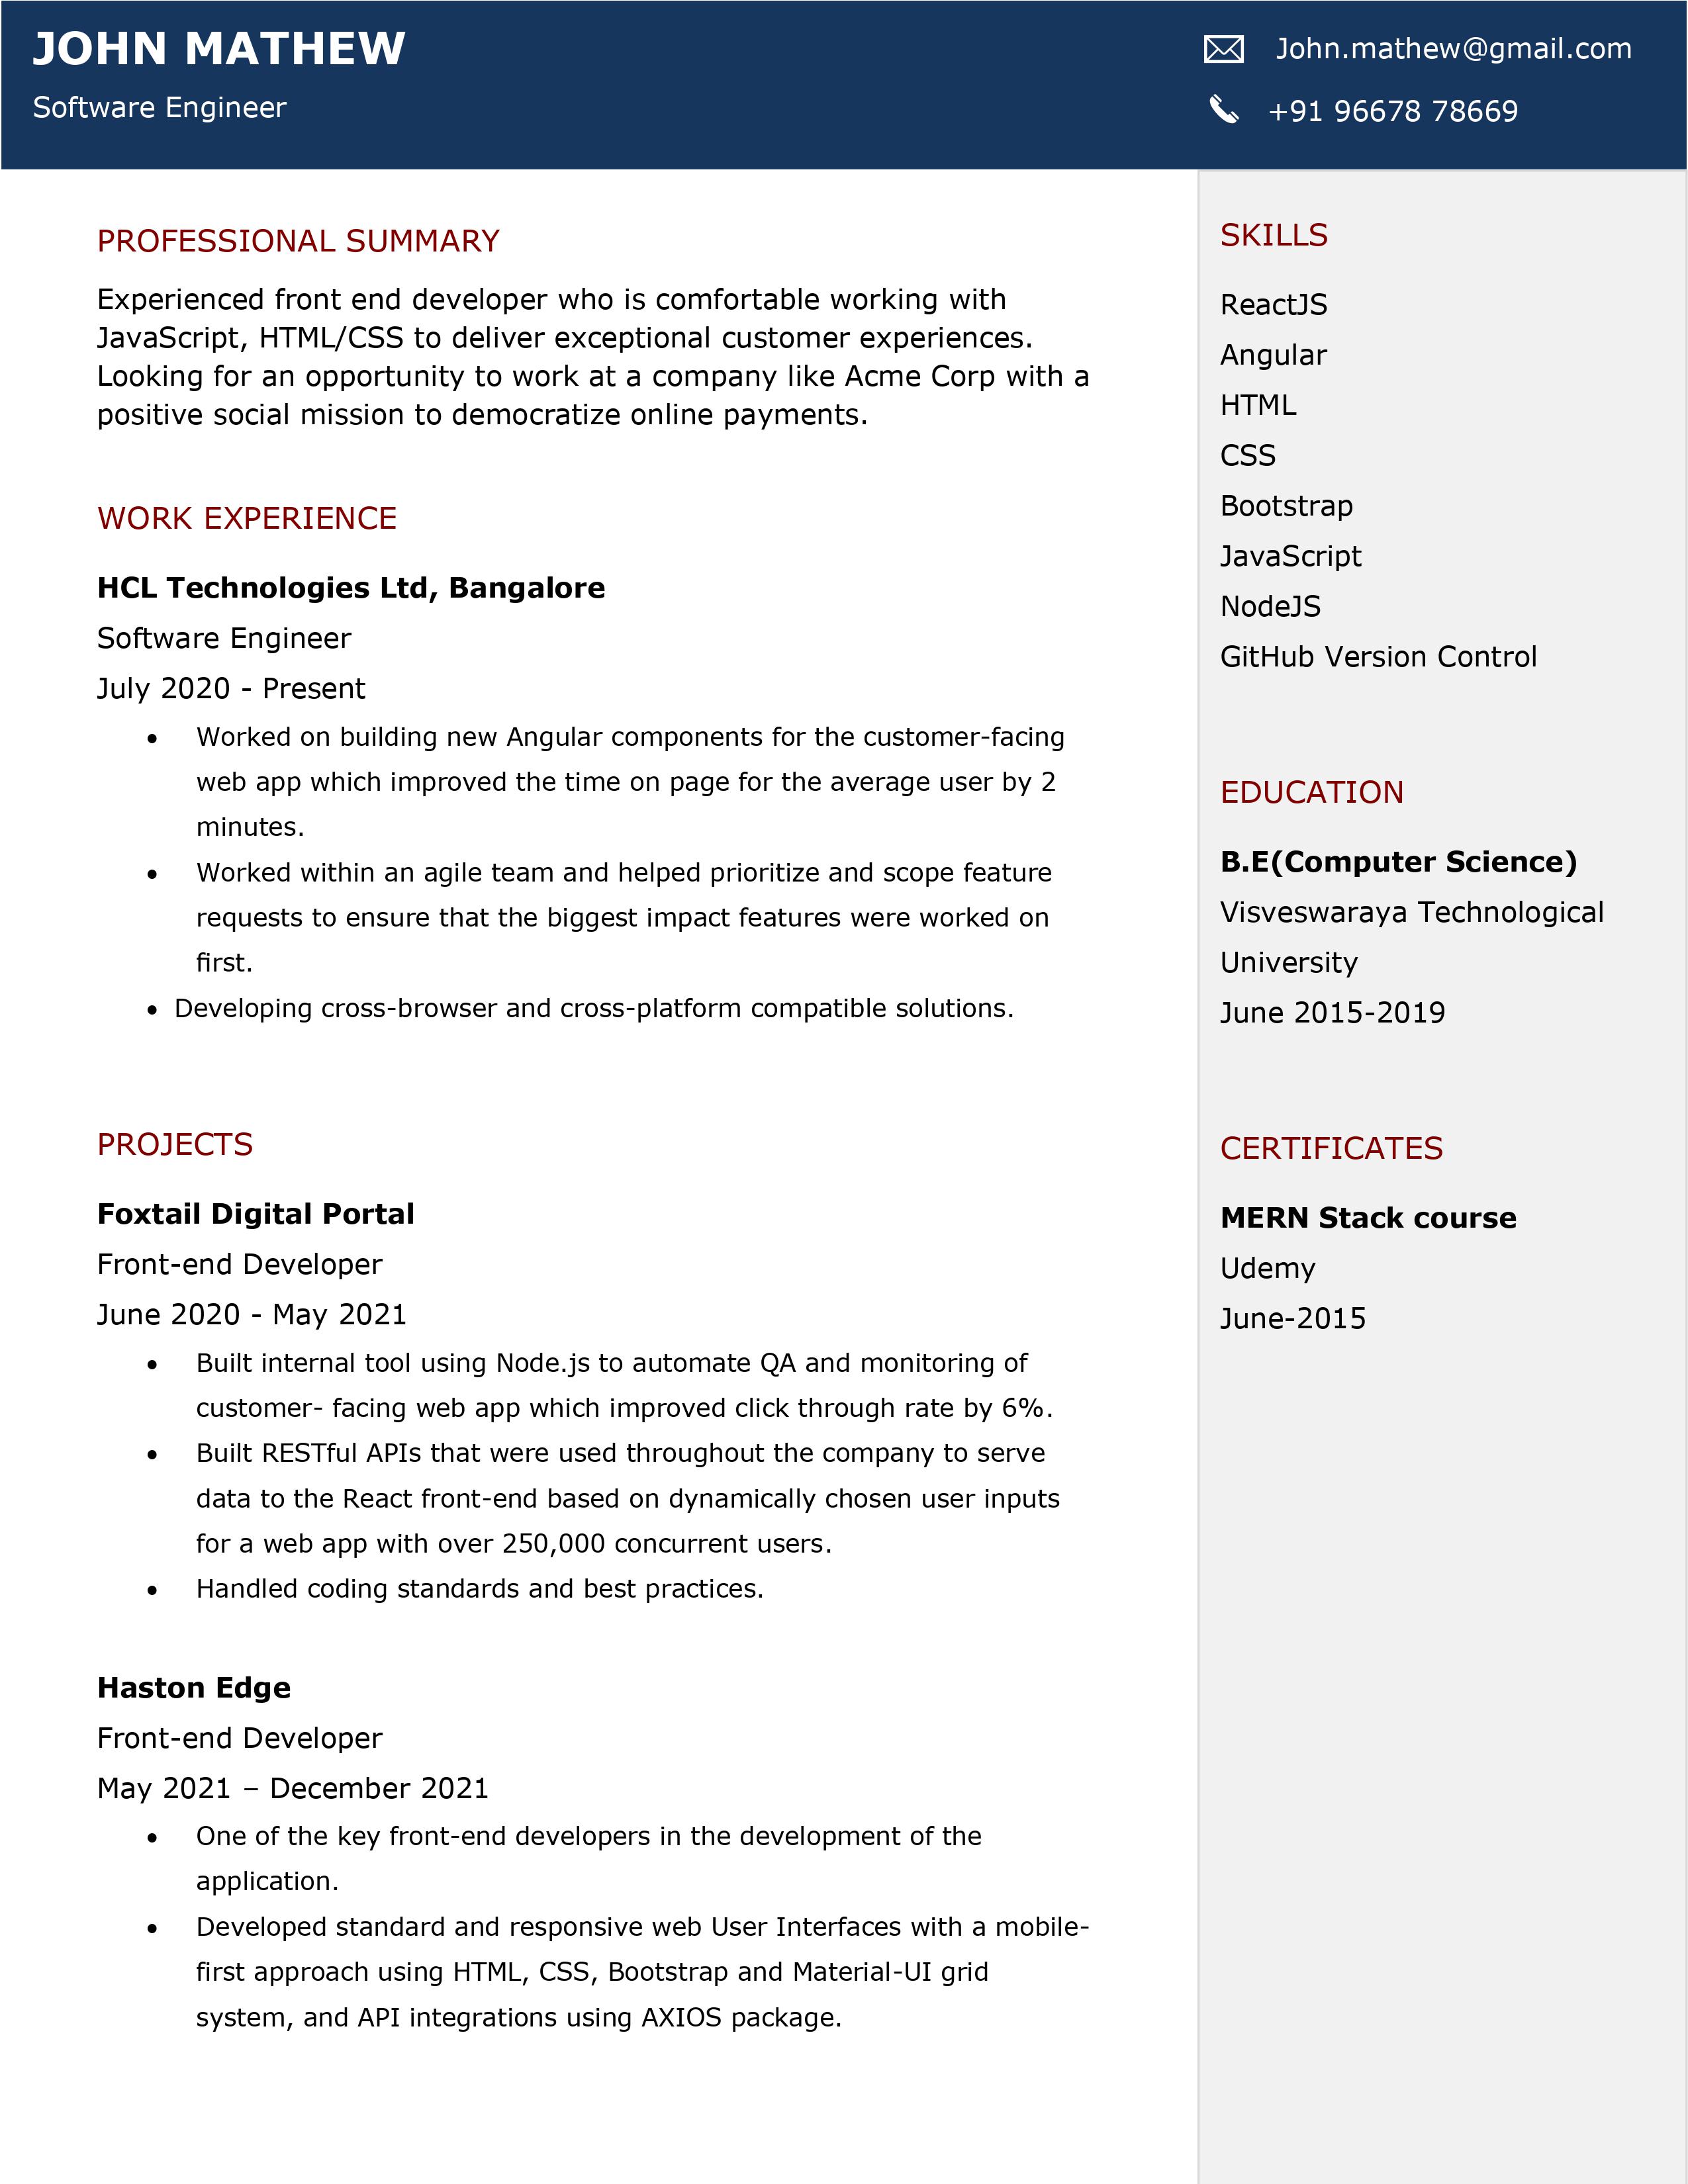 JOHN MATHEW
Software Engineer
John.mathew@gmail.com
+91 96678 78669
PROFESSIONAL SUMMARY
Experienced front end developer who is comfortable working with
JavaScript, HTML/CSS to deliver exceptional customer experiences.
Looking for an opportunity to work at a company like Acme Corp with a
positive social mission to democratize online payments.
WORK EXPERIENCE
HCL Technologies Ltd, Bangalore
Software Engineer
July 2020 - Present
• Worked on building new Angular components for the customer-facing
web app which improved the time on page for the average user by 2
minutes.
• Worked within an agile team and helped prioritize and scope feature
requests to ensure that the biggest impact features were worked on
first.
• Developing cross-browser and cross-platform compatible solutions.
PROJECTS
Foxtail Digital Portal
Front-end Developer
June 2020 - May 2021
• Built internal tool using Node.js to automate QA and monitoring of
customer- facing web app which improved click through rate by 6%.
• Built RESTful APIs that were used throughout the company to serve
data to the React front-end based on dynamically chosen user inputs
for a web app with over 250,000 concurrent users.
• Handled coding standards and best practices.
Haston Edge
Front-end Developer
May 2021 – December 2021
• One of the key front-end developers in the development of the
application.
• Developed standard and responsive web User Interfaces with a mobile-
first approach using HTML, CSS, Bootstrap and Material-UI grid
system, and API integrations using AXIOS package.
SKILLS
ReactJS
Angular
HTML
CSS
Bootstrap
JavaScript
NodeJS
GitHub Version Control
EDUCATION
B.E(Computer Science)
Visveswaraya Technological
University
June 2015-2019
CERTIFICATES
MERN Stack course
Udemy
June-2015